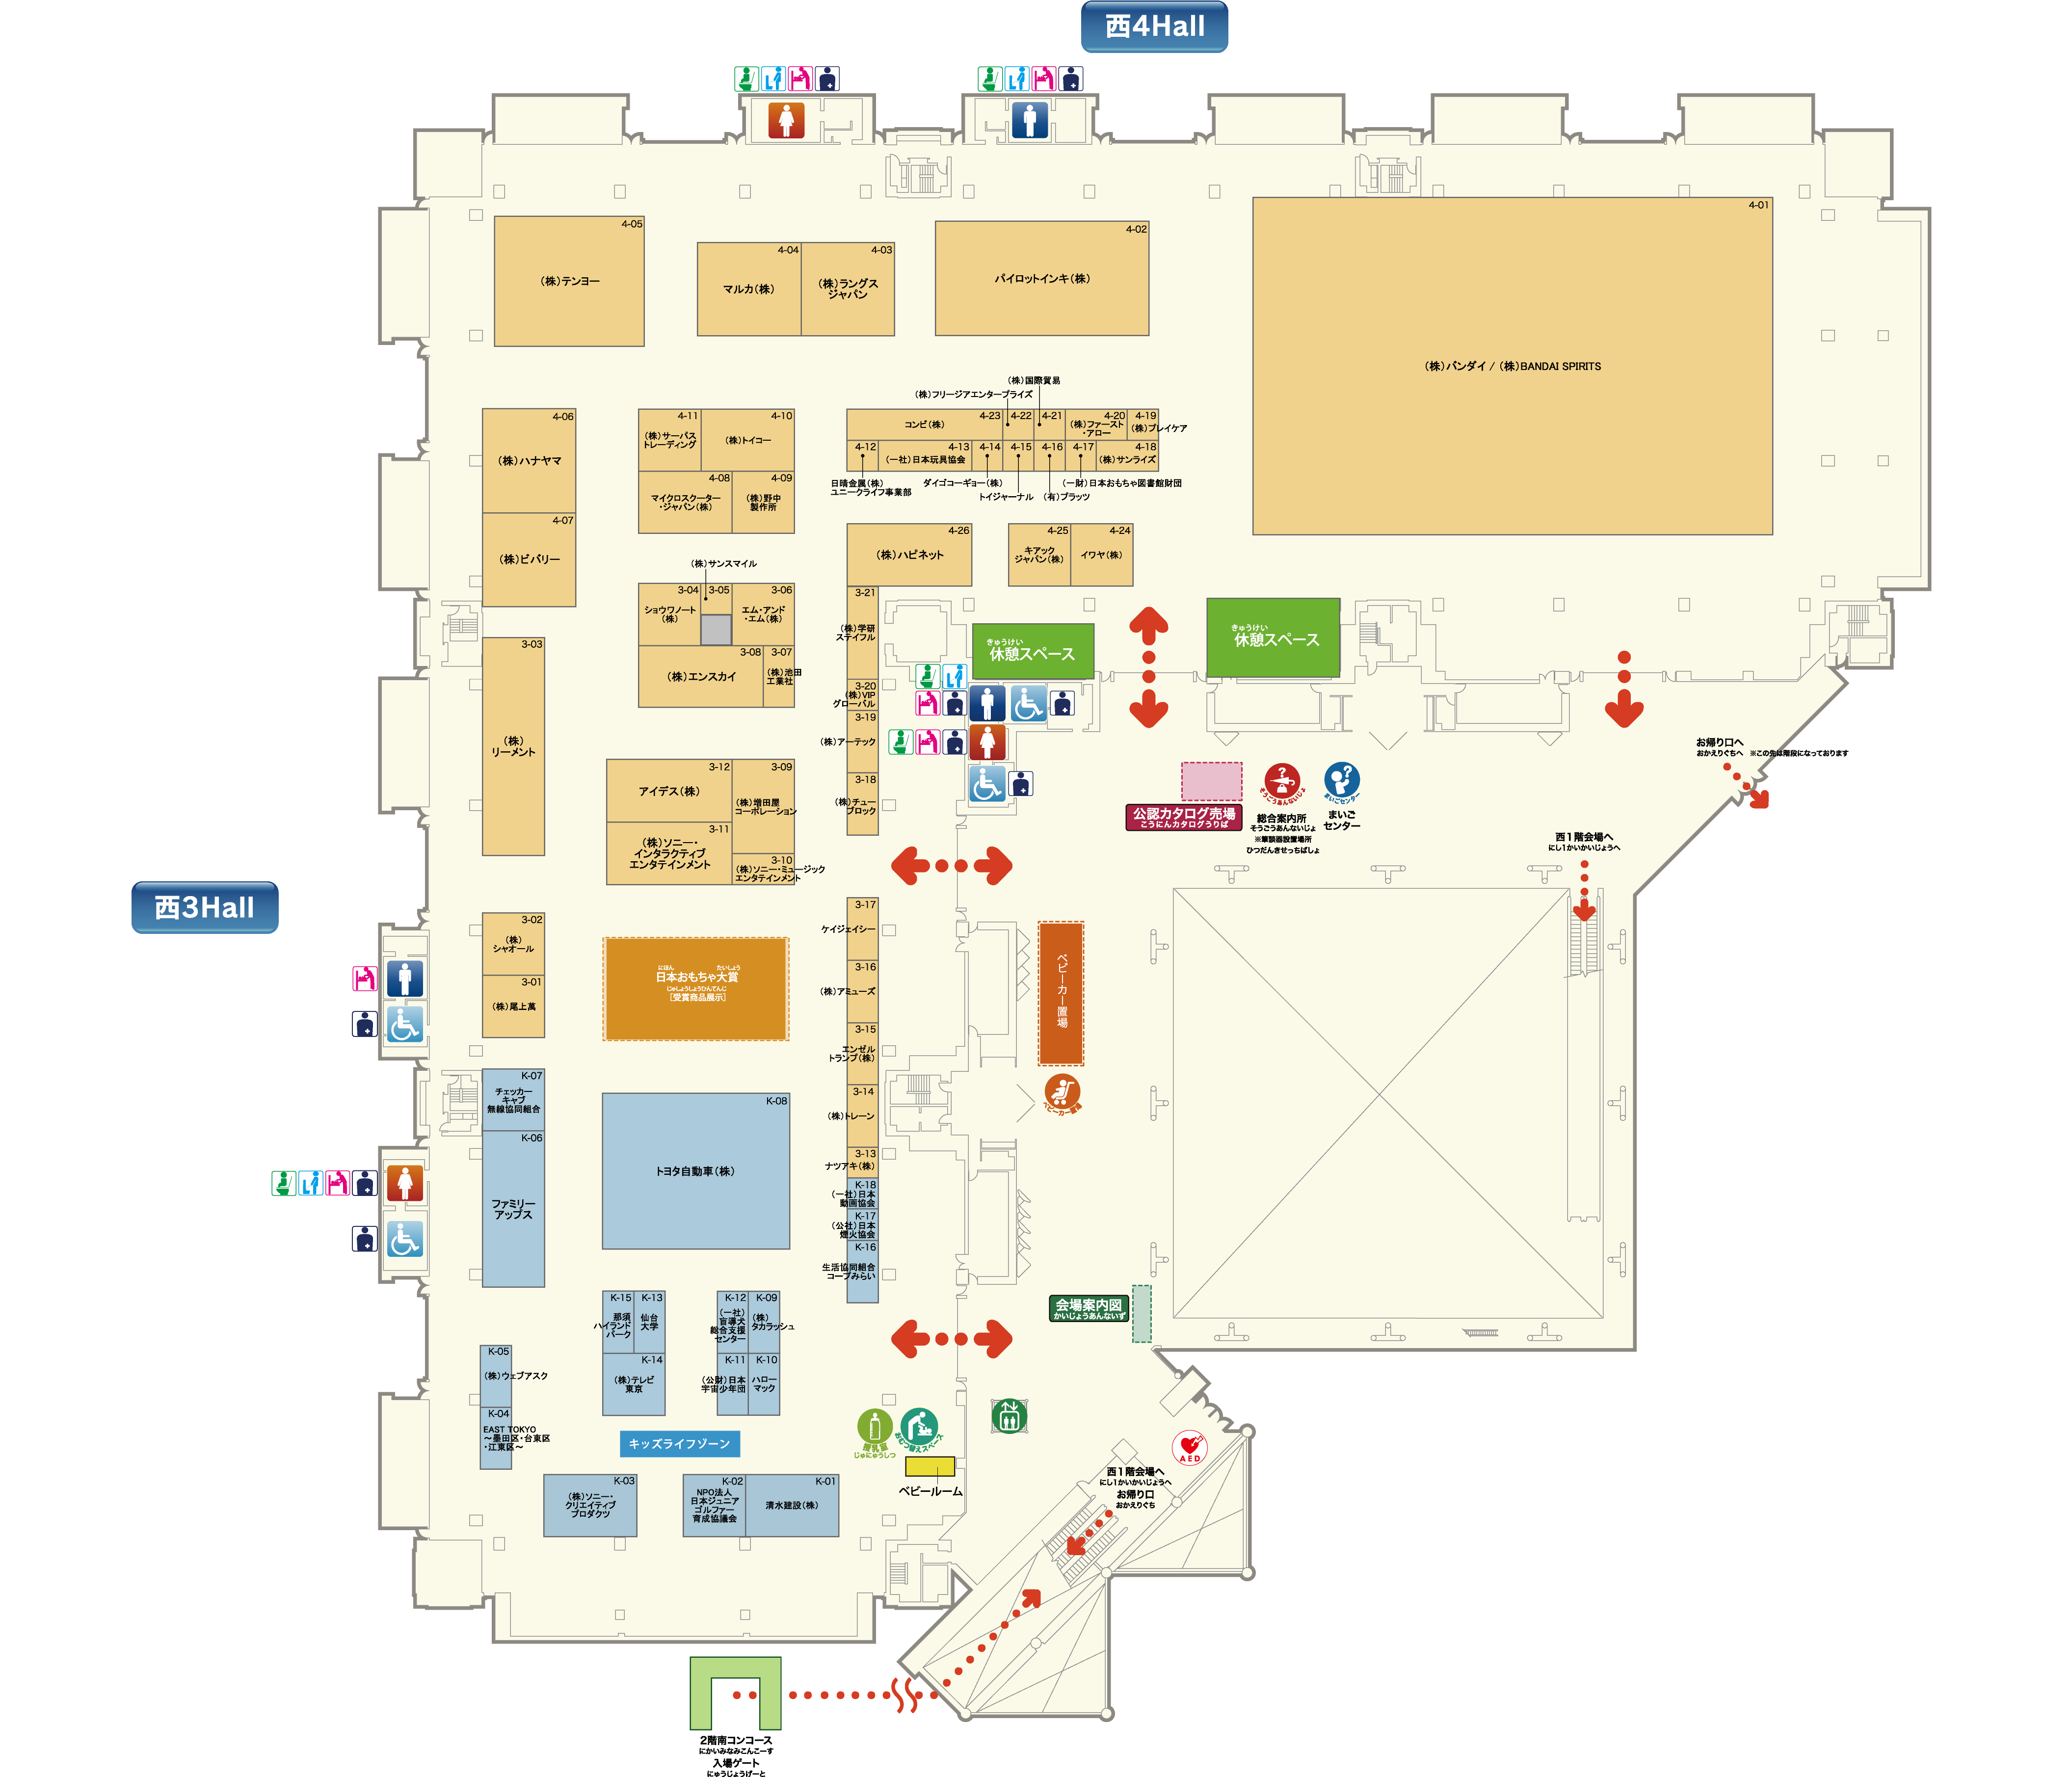 西4Hall
4-05
（株）テンヨー
4-04
マルカ（株）
4-03
（株）ラングス
ジャパン
4-02
パイロットインキ（株）
4-01
（株）バンダイ / （株）BANDAI SPIRITS
4-06
（株）ハナヤマ
4-07
（株）ビバリー
4-11
（株）サーパス
トレーディング
4-10
（株）トイコー
4-08
マイクロスクーター
・ジャパン（株）
4-09
（株）野中
製作所
（株）国際貿易
（株）フリージアエンタープライズ
4-23
コンビ（株）
4-22
4-21
4-20
（株）ファースト
・アロー
4-19
（株）プレイケア
4-12
4-13
（一社）日本玩具協会
4-14
4-15
4-16
4-17
4-18
（株）サンライズ
日晴金属（株）
ユニークライフ事業部
ダイゴコーギョー（株）
トイジャーナル
（有）プラッツ
（一財）日本おもちゃ図書館財団
4-26
（株）ハピネット
4-25
キアック
ジャパン（株）
4-24
イワヤ（株）
（株）サンスマイル
3-04
ショウワノート
（株）
3-05
3-06
エム・アンド
・エム（株）
3-08
（株）エンスカイ
3-07
（株）池田
工業社
3-03
（株）
リーメント
3-21
（株）学研
ステイフル
3-20
（株）VIP
グローバル
3-19
（株）アーテック
3-18
（株）チュー
ブロック
きゅうけい
休憩スペース
きゅうけい
休憩スペース
お帰り口へ
おかえりぐちへ ※この先は階段になっております
公認カタログ売場
こうにんカタログうりば
そうごうあんないじょ
総合案内所
そうごうあんないじょ
※筆談器設置場所
ひつだんきせっちばしょ
まいごセンター
まいご
センター
西1階会場へ
にし1かいかいじょうへ
3-12
アイデス（株）
3-09
（株）増田屋
コーポレーション
3-11
（株）ソニー・
インタラクティブ
エンタテインメント
3-10
（株）ソニー・ミュージック
エンタテインメント
西3Hall
3-02
（株）
シャオール
3-01
（株）尾上萬
にほん たいしょう
日本おもちゃ大賞
じゅしょうしょうひんてんじ
［受賞商品展示］
3-17
ケイジェイシー
3-16
（株）アミューズ
3-15
エンゼル
トランプ（株）
3-14
（株）トレーン
3-13
ナツアキ（株）
ベビーカー置場
ベビーカー置場
K-07
チェッカー
キャブ
無線協同組合
K-06
ファミリー
アップス
K-08
トヨタ自動車（株）
K-18
（一社）日本
動画協会
K-17
（公社）日本
煙火協会
K-16
生活協同組合
コープみらい
会場案内図
かいじょうあんないず
K-15
那須
ハイランド
パーク
K-13
仙台
大学
K-14
（株）テレビ
東京
K-12
（一社）
盲導犬
総合支援
センター
K-09
（株）
タカラッシュ
K-11
（公財）日本
宇宙少年団
K-10
ハロー
マック
K-05
（株）ウェブアスク
K-04
EAST TOKYO
～墨田区・台東区
・江東区～
キッズライフゾーン
K-03
（株）ソニー・
クリエイティブ
プロダクツ
K-02
NPO法人
日本ジュニア
ゴルファー
育成協議会
K-01
清水建設（株）
授乳室
じゅにゅうしつ
おむつ替えスペース
ベビールーム
AED
西1階会場へ
にし1かいかいじょうへ
お帰り口
おかえりぐち
2階南コンコース
にかいみなみこんこーす
入場ゲート
にゅうじょうげーと